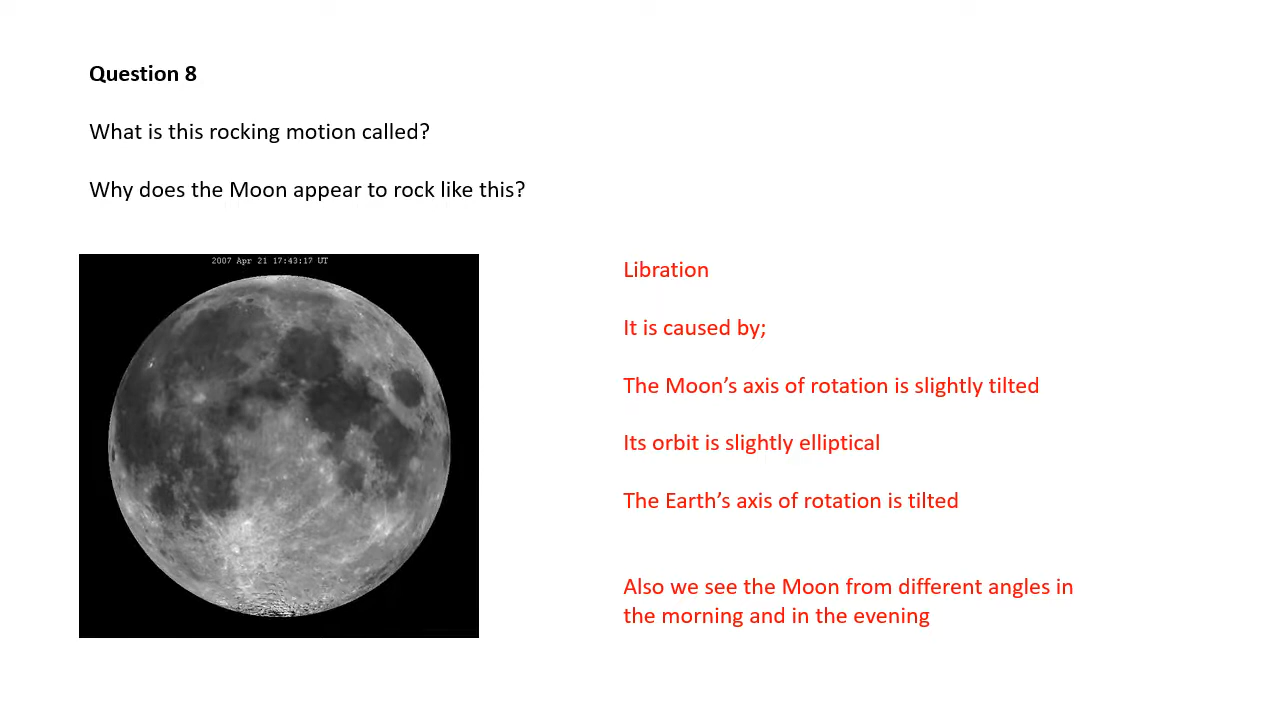 Question 8
What is this rocking motion called?
Why does the Moon appear to rock like this?
2007 Apr 21 17:43:17 UT
Libration
It is caused by;
The Moon’s axis of rotation is slightly tilted
Its orbit is slightly elliptical
The Earth’s axis of rotation is tilted
Also we see the Moon from different angles in
the morning and in the evening